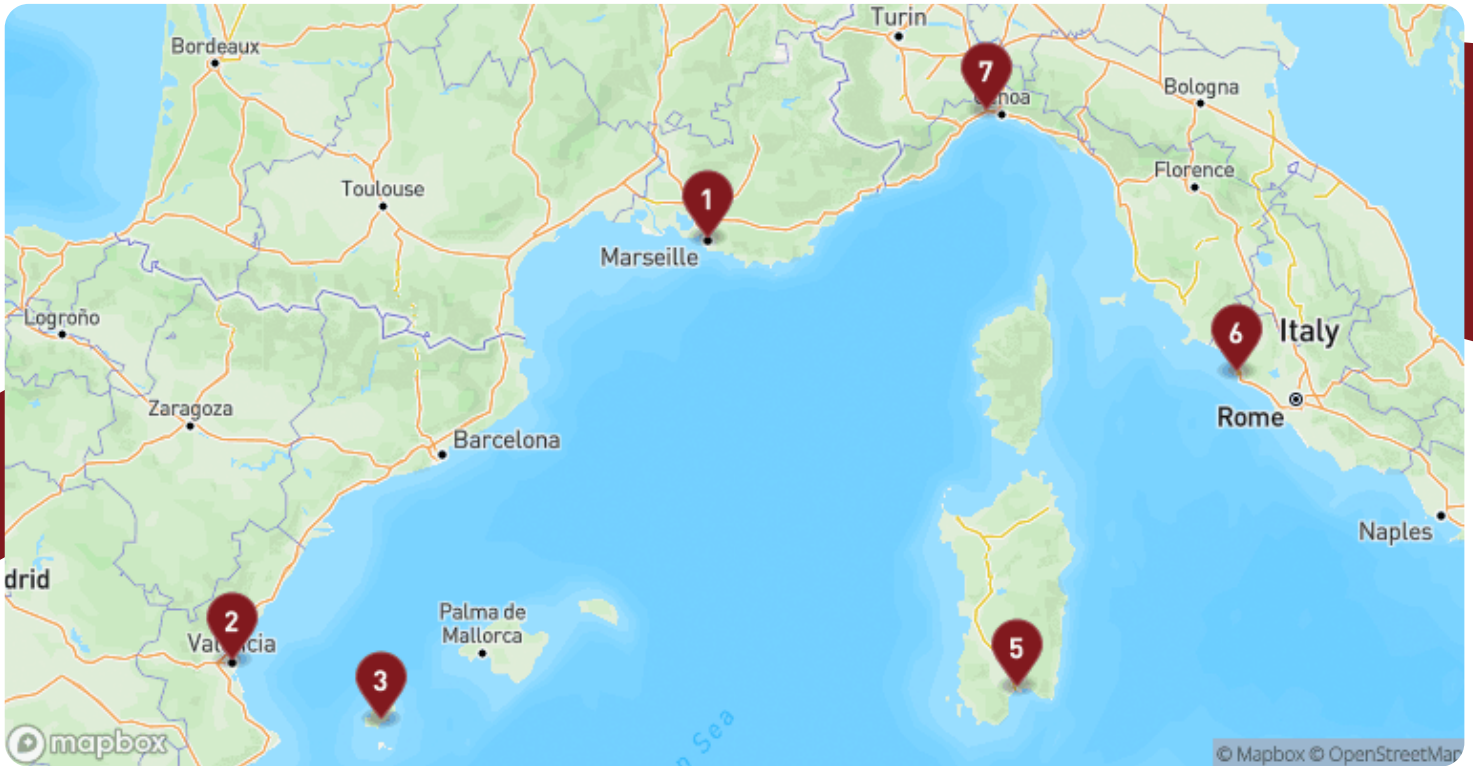 Turin
Bordeaux
7
Bologna
Florence
Toulouse
1
Marseille
Logroño
6
Italy
Zaragoza
Rome
Barcelona
Naples
drid
Palma de
Mallorca
2
5
3
Sea
mapbox
© Mapbox © OpenStreetMap